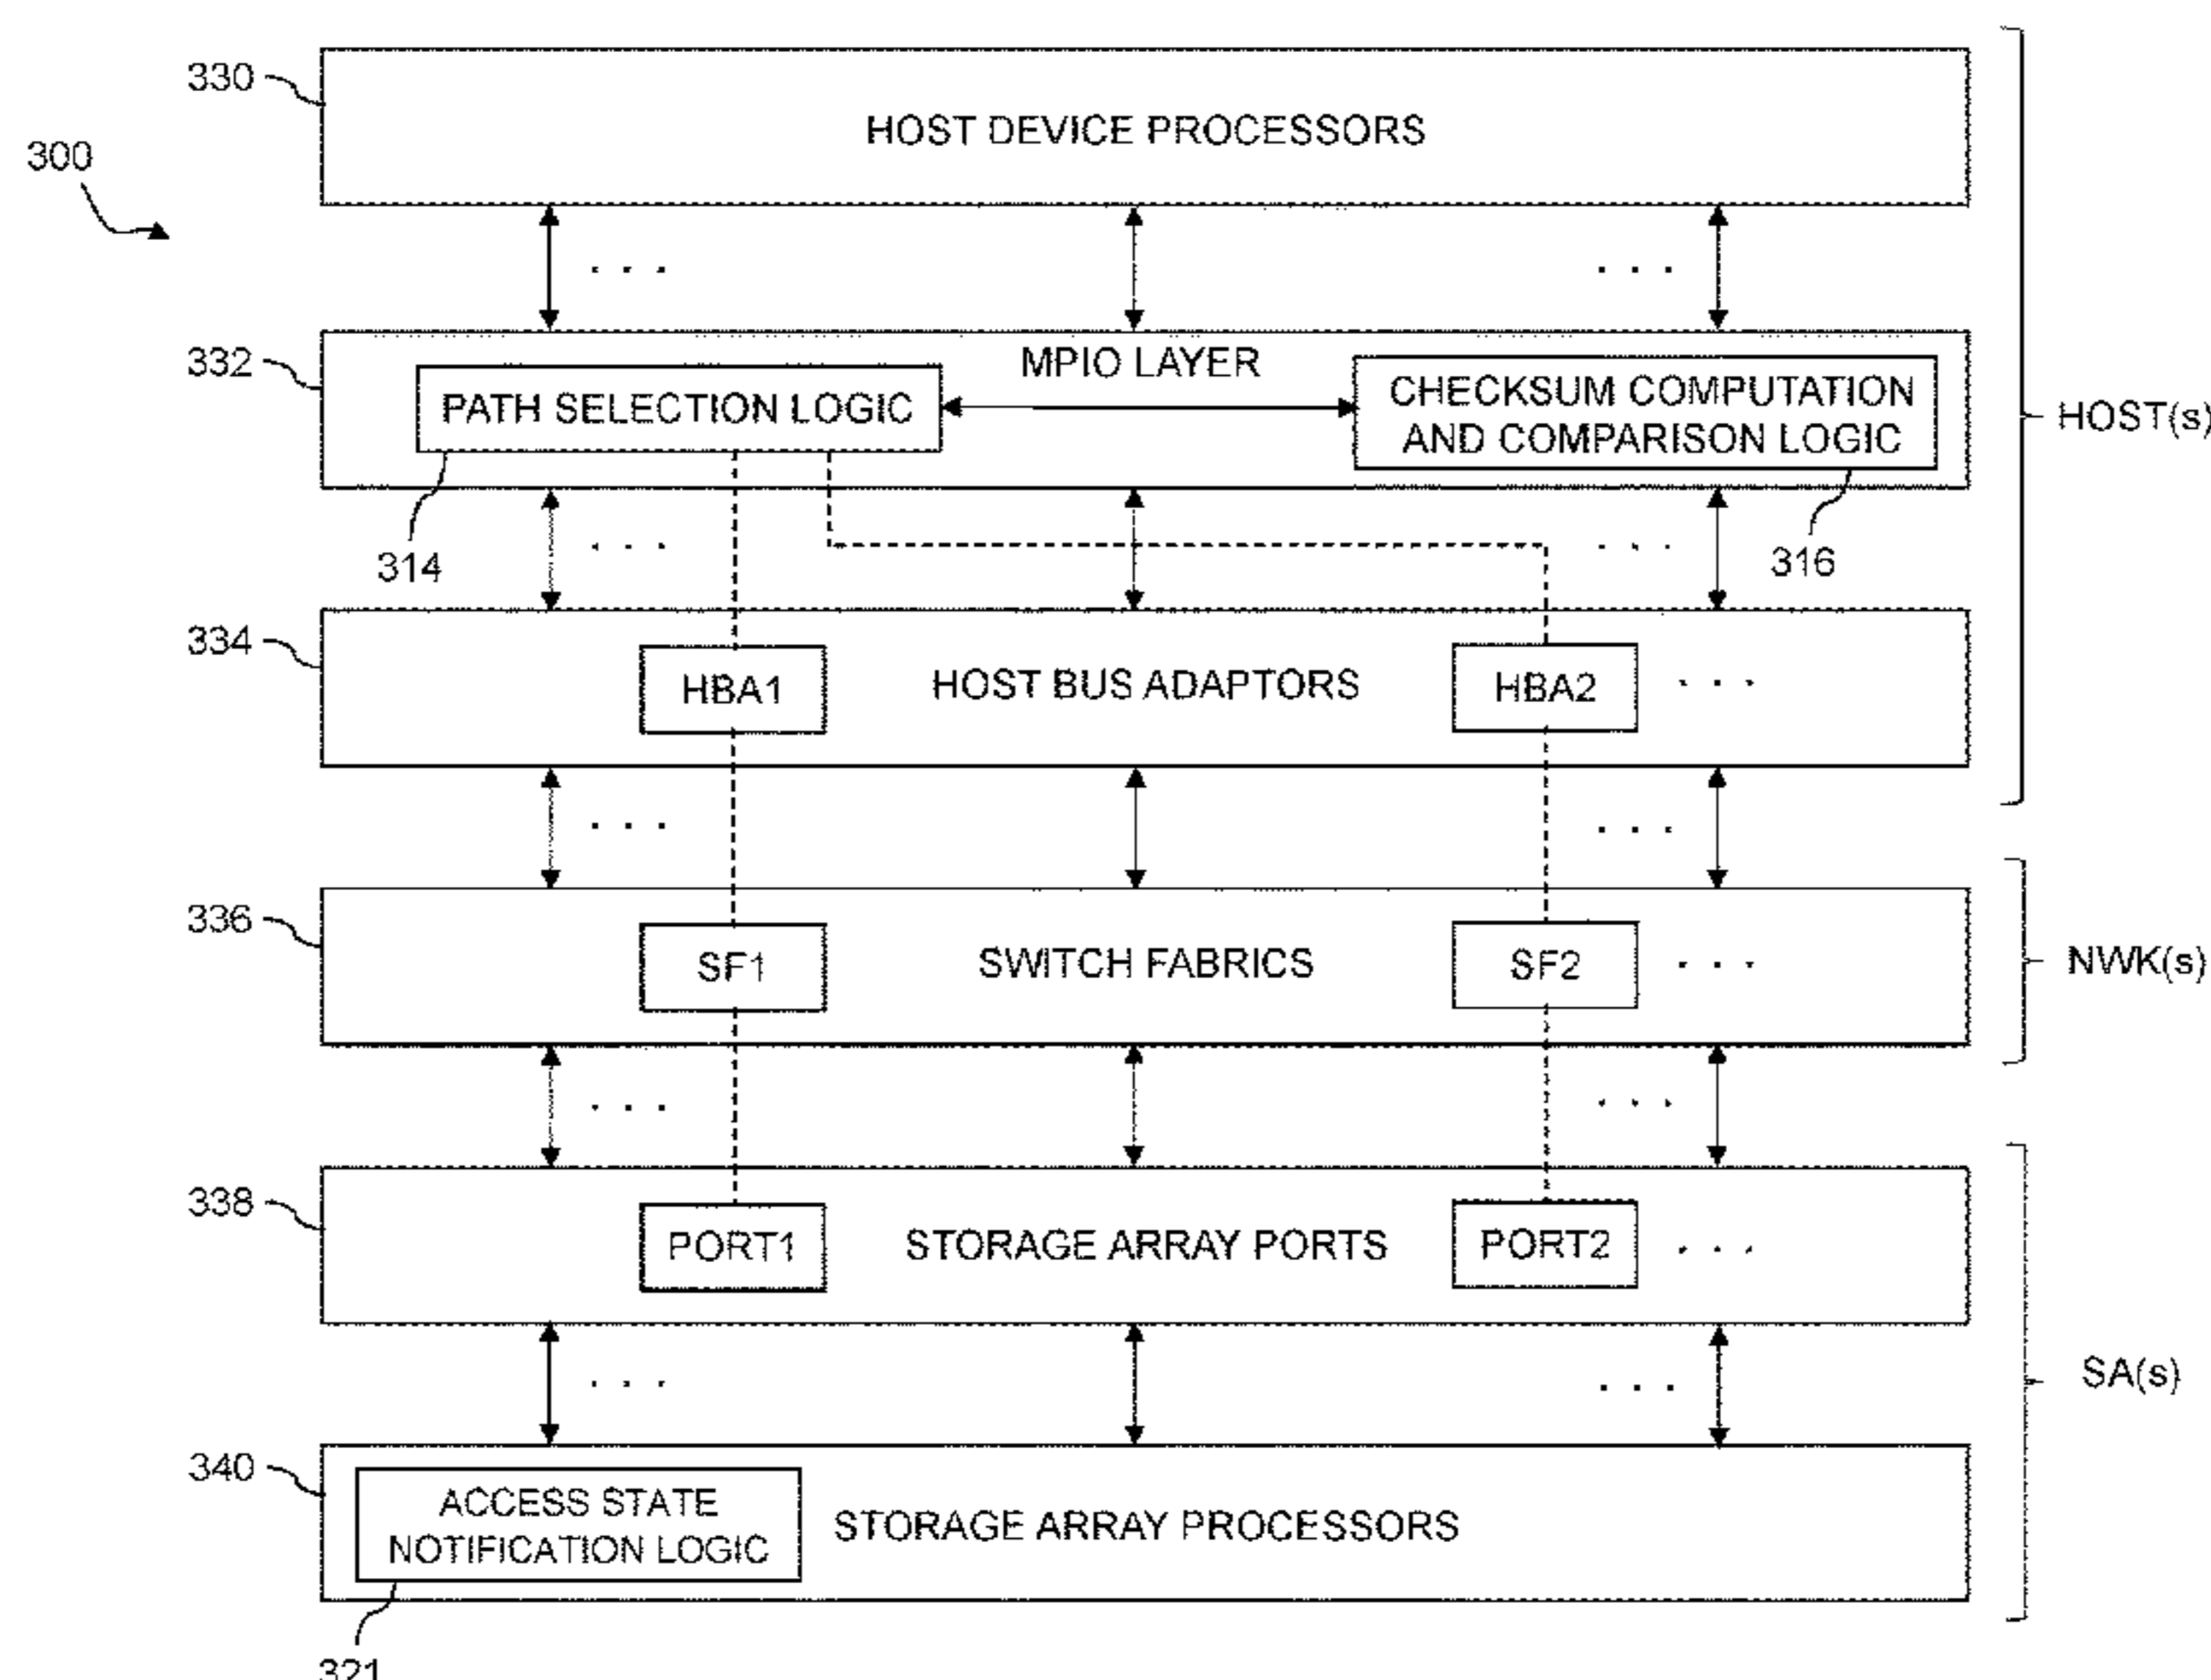 300
330
HOST DEVICE PROCESSORS
. . .
. . .
332
MPIO LAYER
PATH SELECTION LOGIC
CHECKSUM COMPUTATION
AND COMPARISON LOGIC
HOST(s)
314
. . .
. . .
316
334
HBA1
HOST BUS ADAPTORS
HBA2
. . .
. . .
. . .
336
SF1
SWITCH FABRICS
SF2
. . .
NWK(s)
. . .
. . .
338
PORT1
STORAGE ARRAY PORTS
PORT2
. . .
SA(s)
. . .
. . .
340
ACCESS STATE
NOTIFICATION LOGIC
STORAGE ARRAY PROCESSORS
321